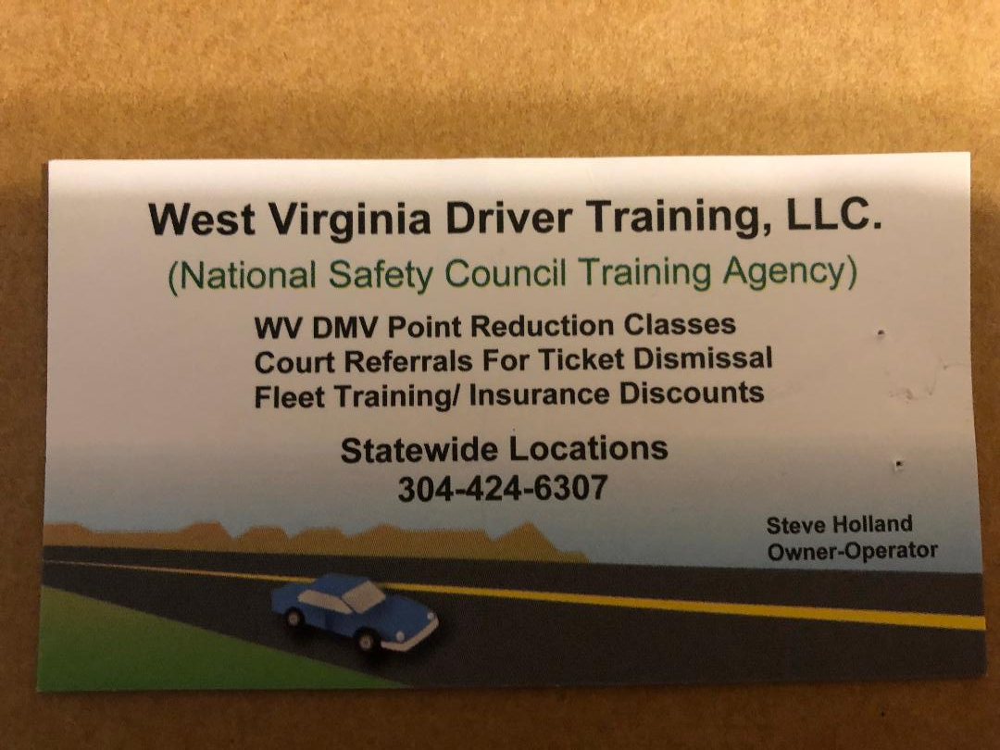 West Virginia Driver Training, LLC.
(National Safety Council Training Agency)
WV DMV Point Reduction Classes
Court Referrals For Ticket Dismissal
Fleet Training/ Insurance Discounts
Statewide Locations
304-424-6307
Steve Holland
Owner-Operator